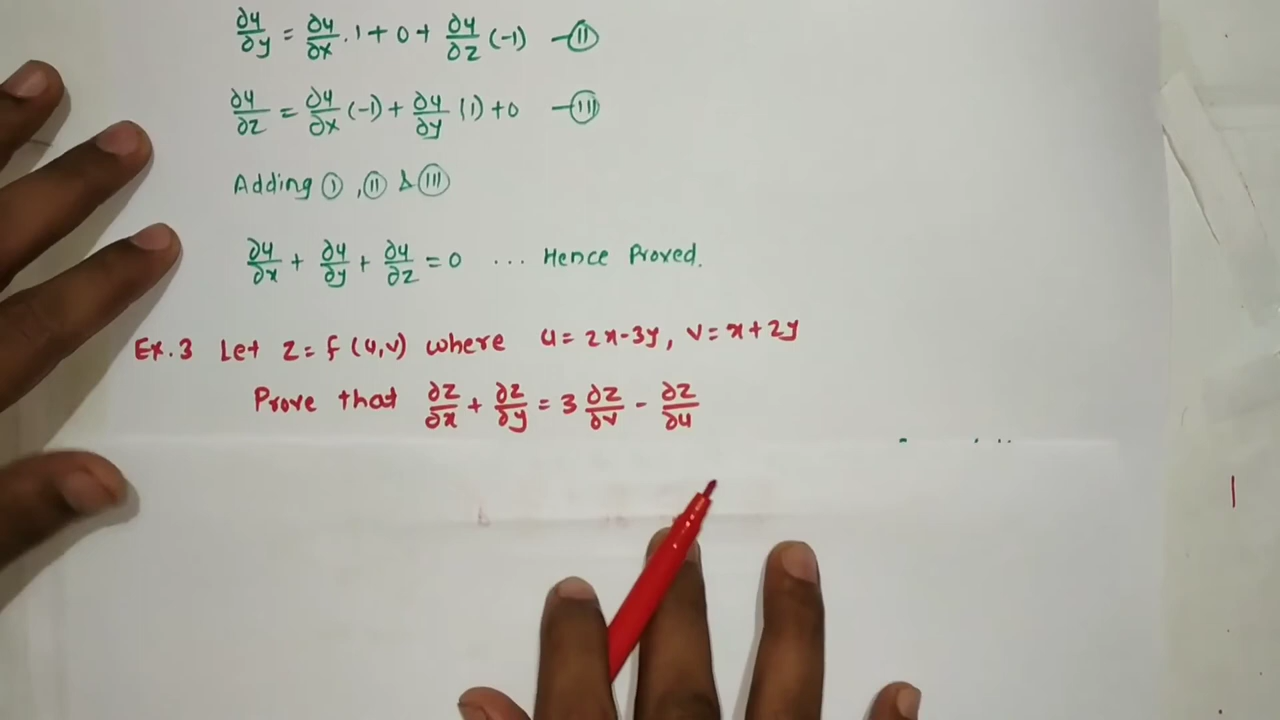 ∂u/∂y = ∂u/∂x . 1 + 0 + ∂u/∂z (-1) — II
∂u/∂z = ∂u/∂x (-1) + ∂u/∂y (1) + 0 — III
Adding I , II & III
∂u/∂x + ∂u/∂y + ∂u/∂z = 0 ... Hence Proved.
Ex. 3 Let z = f (u,v) where u = 2x-3y, v = x+2y
Prove that ∂z/∂x + ∂z/∂y = 3 ∂z/∂v - ∂z/∂u